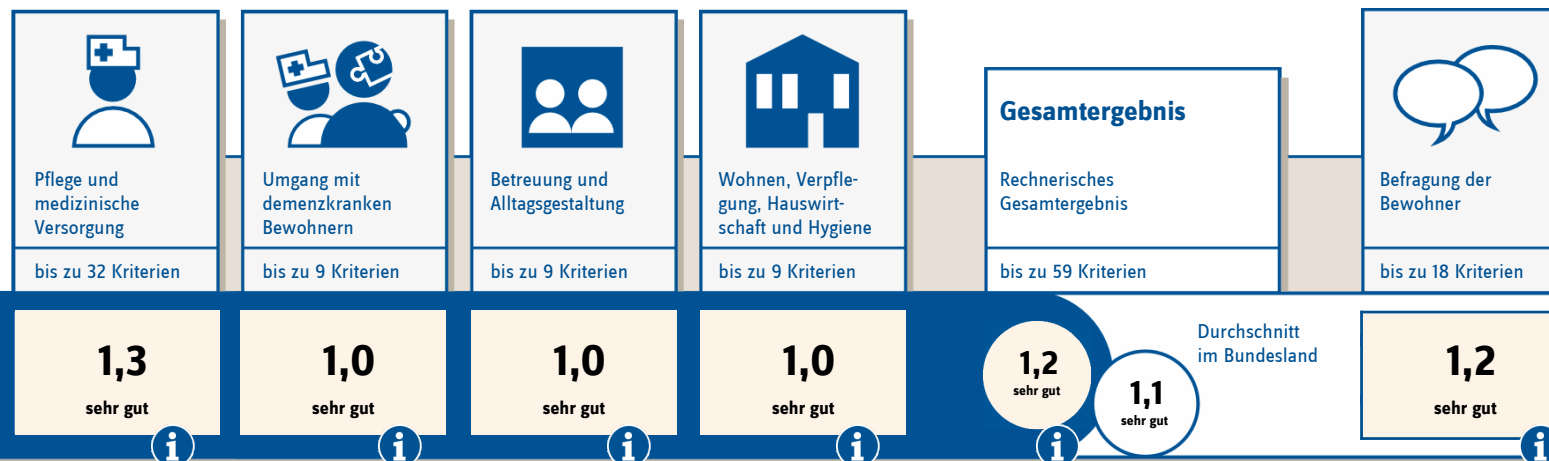 Pflege und
medizinische
Versorgung
bis zu 32 Kriterien
1,3
sehr gut
i
Umgang mit
demenzkranken
Bewohnern
bis zu 9 Kriterien
1,0
sehr gut
i
Betreuung und
Alltagsgestaltung
bis zu 9 Kriterien
1,0
sehr gut
i
Wohnen, Verpfle-
gung, Hauswirt-
schaft und Hygiene
bis zu 9 Kriterien
1,0
sehr gut
i
Gesamtergebnis
Rechnerisches
Gesamtergebnis
bis zu 59 Kriterien
1,2
sehr gut
i
1,1
sehr gut
Durchschnitt
im Bundesland
Befragung der
Bewohner
bis zu 18 Kriterien
1,2
sehr gut
i